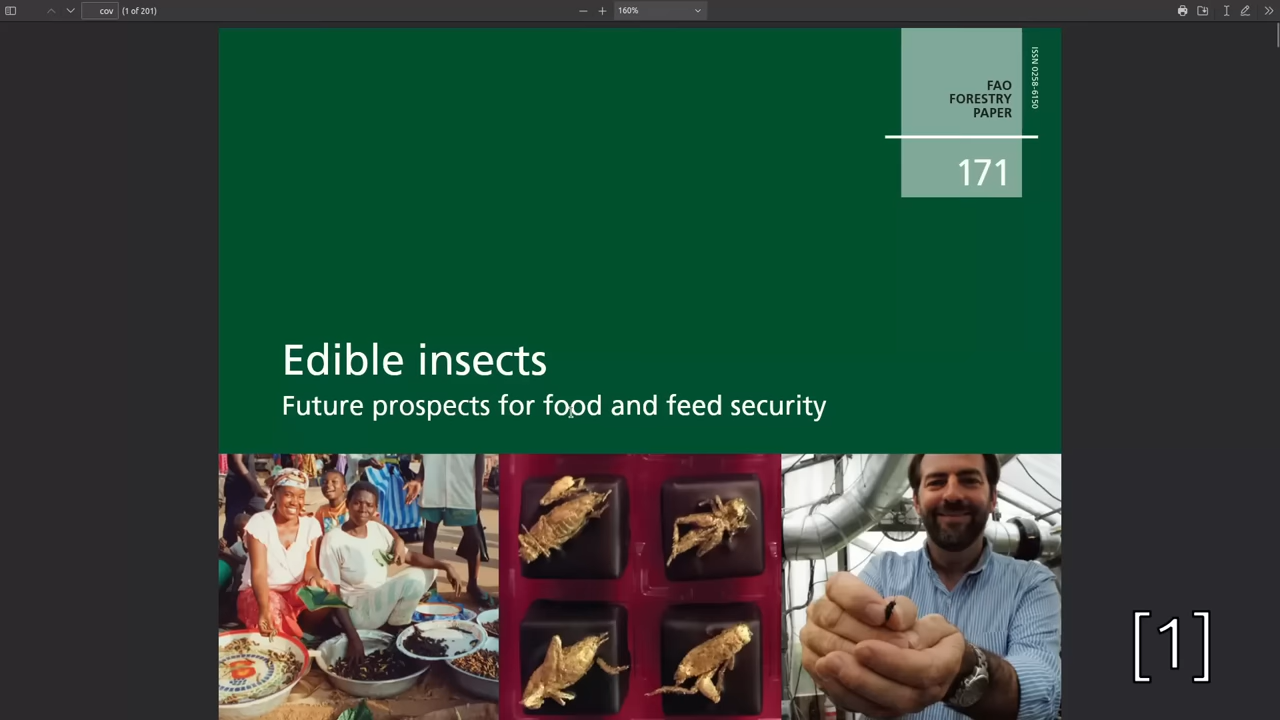 cov
(1 of 201)
160%
ISSN 0258-6150
FAO
FORESTRY
PAPER
171
Edible insects
Future prospects for food and feed security
[1]